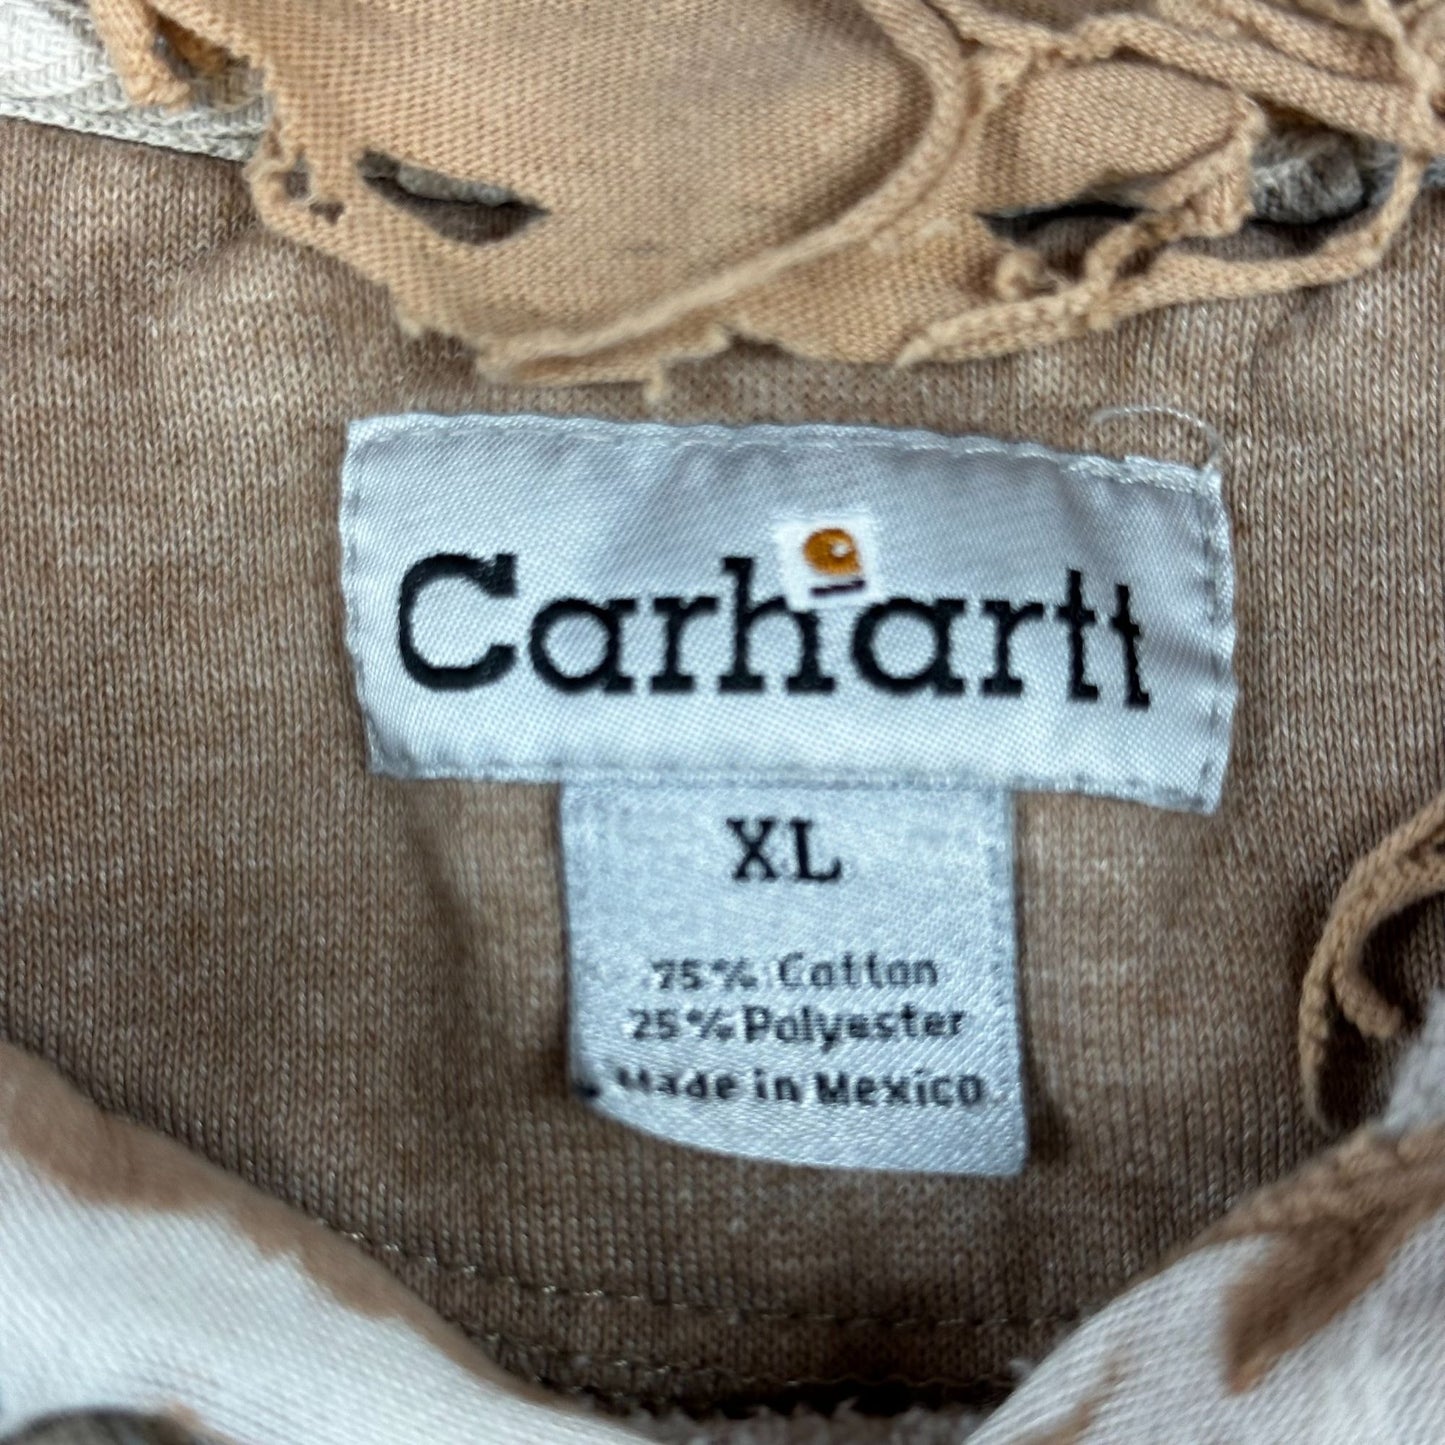 Carhartt
XL
75% Cotton
25% Polyester
Made in Mexico